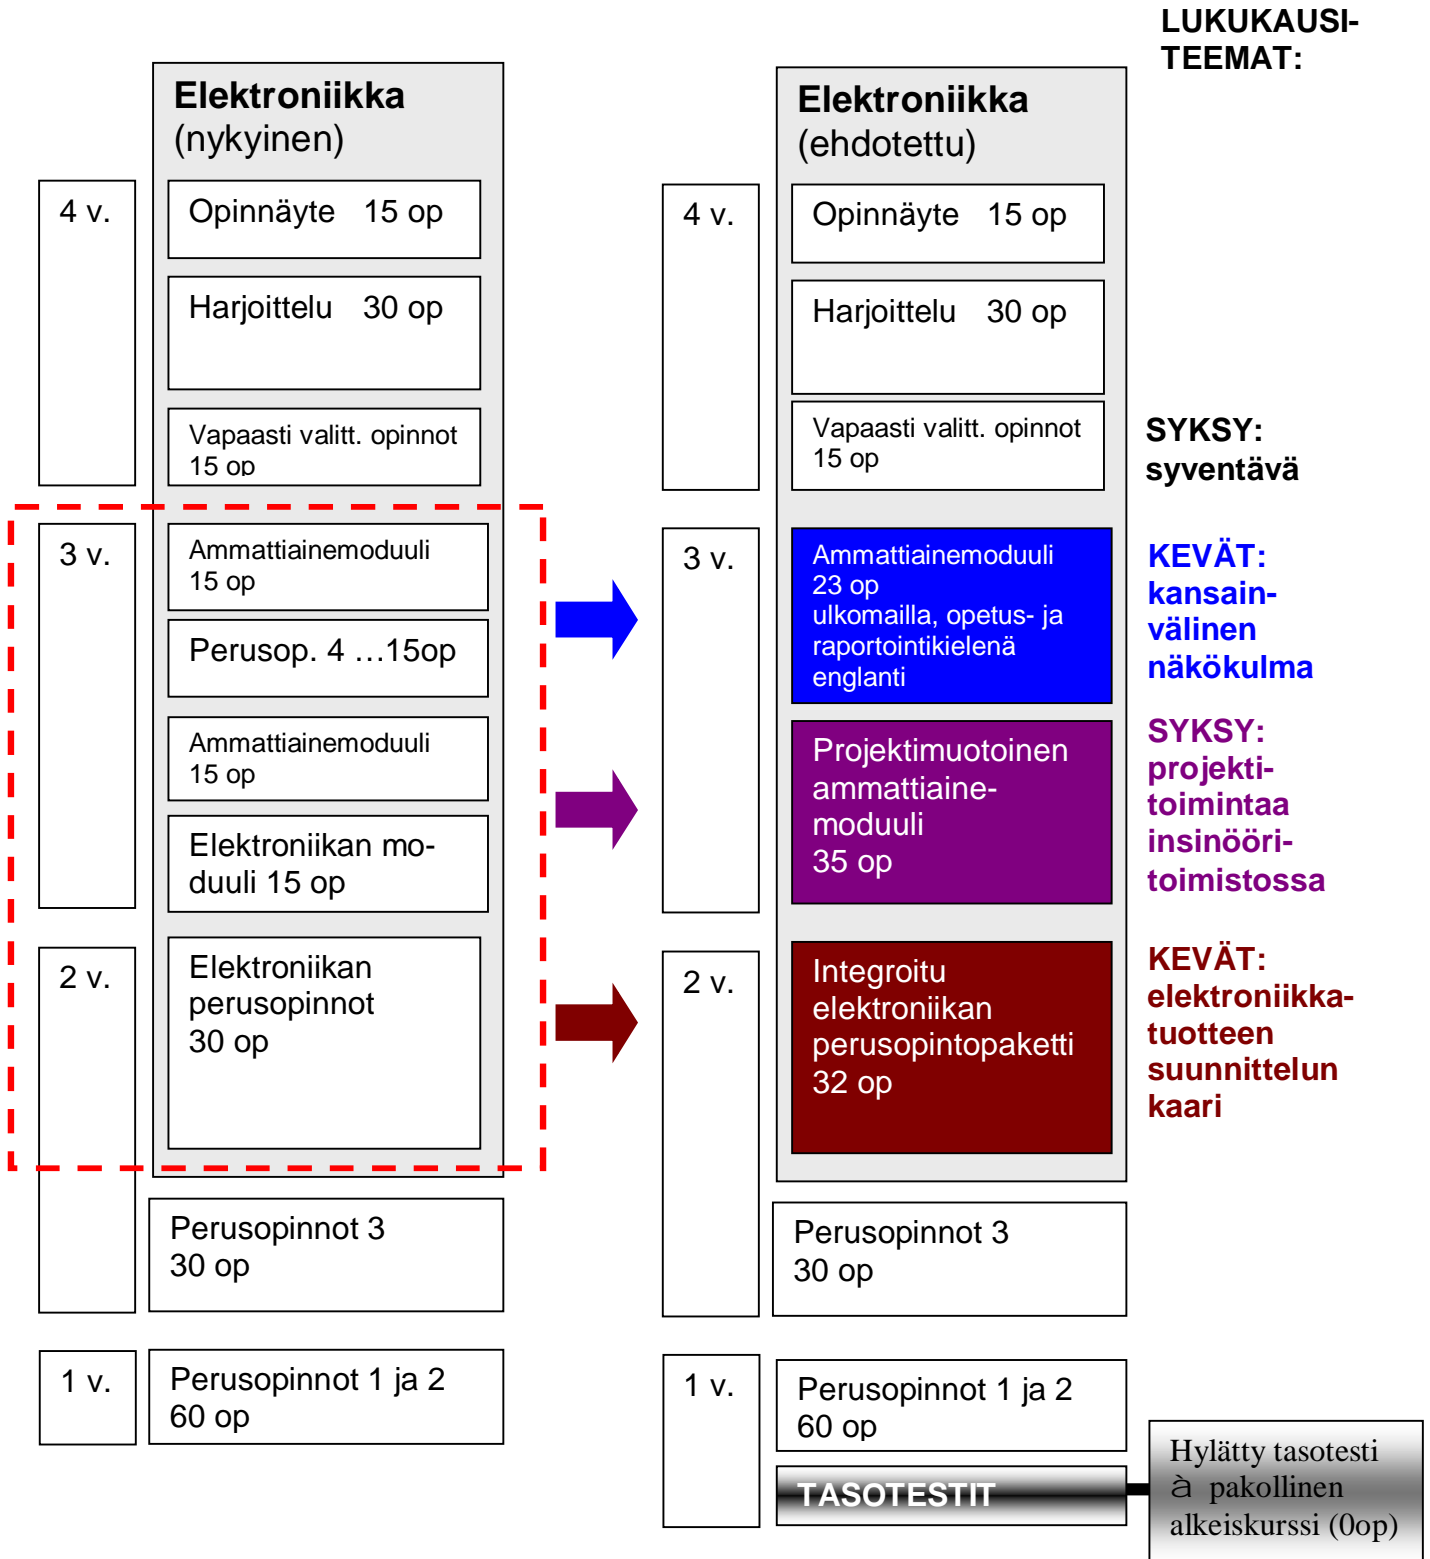 LUKUKAUSI-
TEEMAT:
Elektroniikka
(nykyinen)
4 v.
Opinnäyte 15 op
Harjoittelu 30 op
Vapaasti valitt. opinnot
15 op
3 v.
Ammattiainemoduuli
15 op
Perusop. 4 ...15op
Ammattiainemoduuli
15 op
Elektroniikan mo-
duuli 15 op
2 v.
Elektroniikan
perusopinnot
30 op
Perusopinnot 3
30 op
1 v.
Perusopinnot 1 ja 2
60 op
Elektroniikka
(ehdotettu)
4 v.
Opinnäyte 15 op
Harjoittelu 30 op
Vapaasti valitt. opinnot
15 op
SYKSY:
syventävä
3 v.
Ammattiainemoduuli
23 op
ulkomailla, opetus- ja
raportointikielenä
englanti
KEVÄT:
kansain-
välinen
näkökulma
Projektimuotoinen
ammattiaine-
moduuli
35 op
SYKSY:
projekti-
toimintaa
insinööri-
toimistossa
2 v.
Integroitu
elektroniikan
perusopintopaketti
32 op
KEVÄT:
elektroniikka-
tuotteen
suunnittelun
kaari
Perusopinnot 3
30 op
1 v.
Perusopinnot 1 ja 2
60 op
TASOTESTIT
Hylätty tasotesti
à pakollinen
alkeiskurssi (0op)